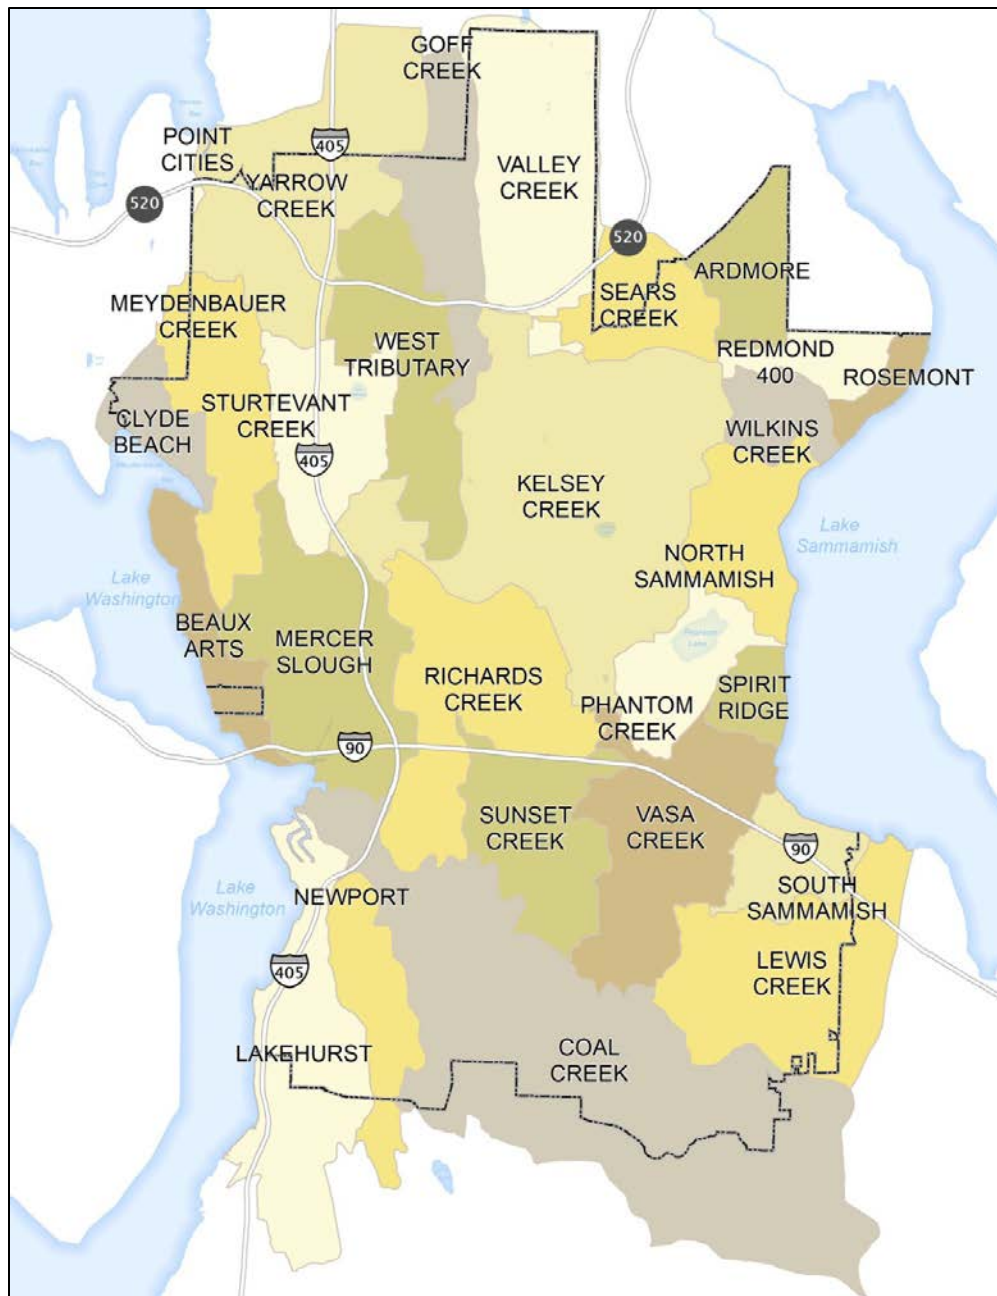 GOFF
CREEK
405
POINT
CITIES
VALLEY
CREEK
YARROW
CREEK
520
520
ARDMORE
SEARS
CREEK
MEYDENBAUER
CREEK
WEST
TRIBUTARY
REDMOND
400
ROSEMONT
STURTEVANT
CREEK
CLYDE
BEACH
WILKINS
CREEK
405
KELSEY
CREEK
Lake
Sammamish
NORTH
SAMMAMISH
Lake
Washington
BEAUX
ARTS
MERCER
SLOUGH
Phantom
Lake
RICHARDS
CREEK
SPIRIT
RIDGE
PHANTOM
CREEK
90
SUNSET
CREEK
VASA
CREEK
90
Lake
Washington
NEWPORT
SOUTH
SAMMAMISH
LEWIS
CREEK
405
LAKEHURST
COAL
CREEK